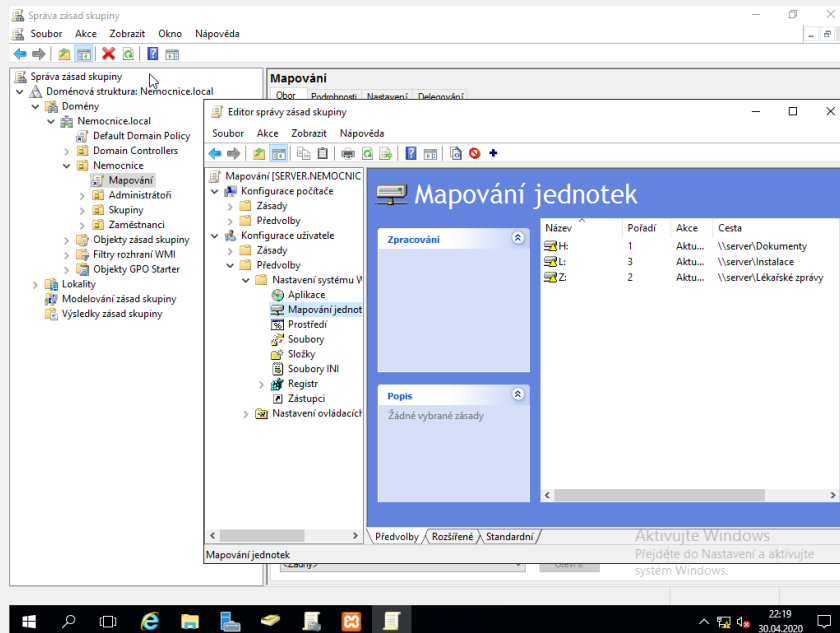 Správa zásad skupiny
Soubor Akce Zobrazit Okno Nápověda
Správa zásad skupiny
Doménová struktura: Nemocnice.local
Domény
Nemocnice.local
Default Domain Policy
Domain Controllers
Nemocnice
Mapování
Administrátoři
Skupiny
Zaměstnanci
Objekty zásad skupiny
Filtry rozhraní WMI
Objekty GPO Starter
Lokality
Modelování zásad skupiny
Výsledky zásad skupiny
Mapování
Obor Podrobnosti Nastavení Delegování
Editor správy zásad skupiny
Soubor Akce Zobrazit Nápověda
Mapování [SERVER.NEMOCNIC
Konfigurace počítače
Zásady
Předvolby
Konfigurace uživatele
Zásady
Předvolby
Nastavení systému W
Aplikace
Mapování jednot
Prostředí
Soubory
Složky
Soubory INI
Registr
Zástupci
Nastavení ovládacích
Mapování jednotek
Zpracování
Popis
Žádné vybrané zásady
Název Pořadí Akce Cesta
H: 1 Aktu... \\server\Dokumenty
L: 3 Aktu... \\server\Instalace
Z: 2 Aktu... \\server\Lékařské zprávy
Předvolby Rozšířené Standardní
Mapování jednotek
<žádný>
Aktivujte Windows
Přejděte do Nastavení a aktivujte
systém Windows.
22:19
30.04.2020